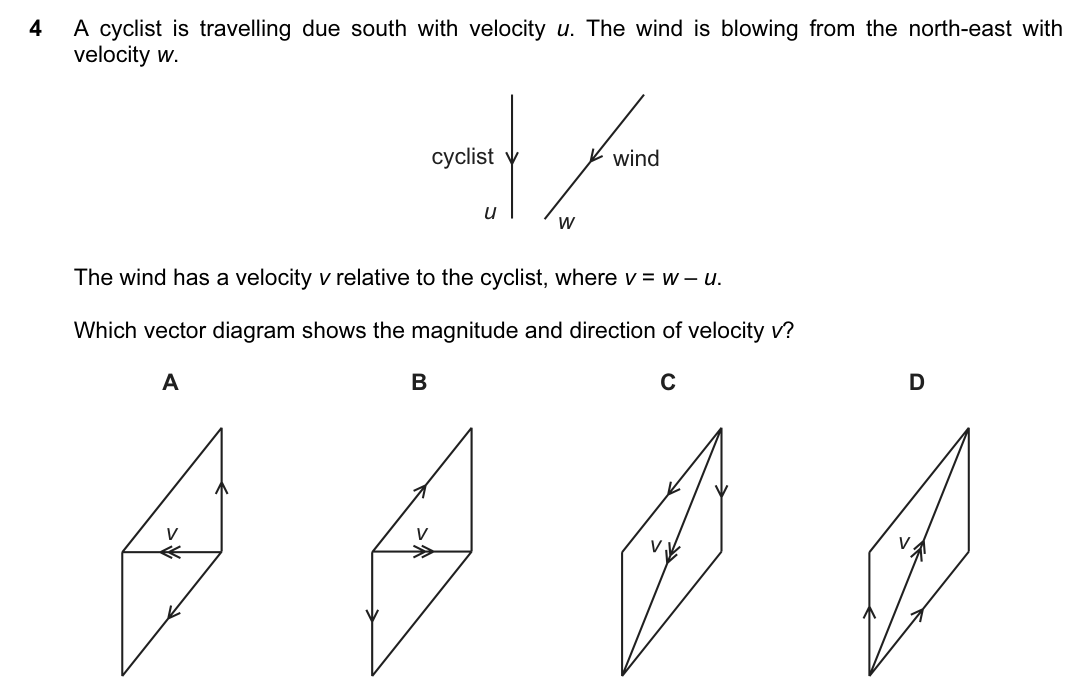 4 A cyclist is travelling due south with velocity u. The wind is blowing from the north-east with
velocity w.
cyclist
wind
u
w
The wind has a velocity v relative to the cyclist, where v = w – u.
Which vector diagram shows the magnitude and direction of velocity v?
A B C D
v v v v